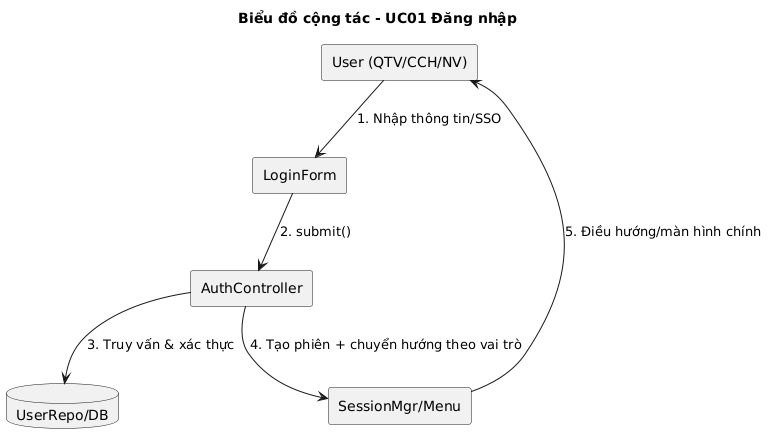 Biểu đồ cộng tác - UC01 Đăng nhập
User (QTV/CCH/NV)
1. Nhập thông tin/SSO
LoginForm
2. submit()
5. Điều hướng/màn hình chính
AuthController
3. Truy vấn & xác thực
4. Tạo phiên + chuyển hướng theo vai trò
UserRepo/DB
SessionMgr/Menu